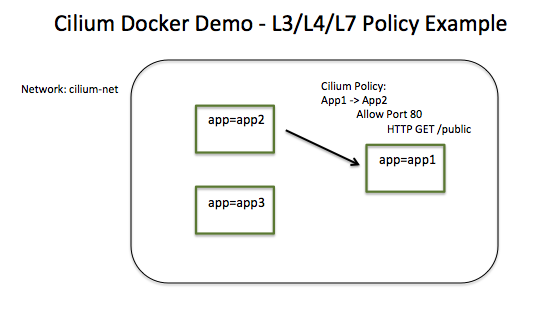 Cilium Docker Demo - L3/L4/L7 Policy Example
Network: cilium-net
Cilium Policy:
App1 -> App2
Allow Port 80
HTTP GET /public
app=app2
app=app1
app=app3